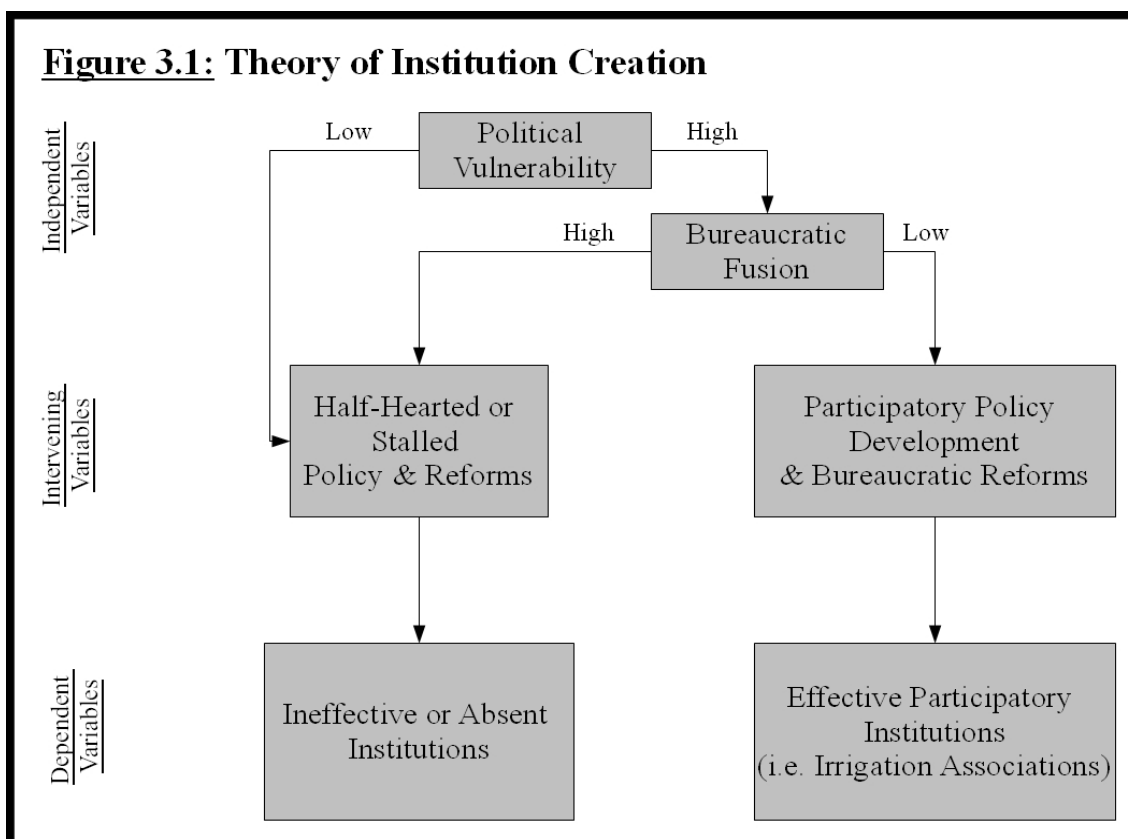 Figure 3.1: Theory of Institution Creation
Independent
Variables
Low
Political
Vulnerability
High
High
Bureaucratic
Fusion
Low
Intervening
Variables
Half-Hearted or
Stalled
Policy & Reforms
Participatory Policy
Development
& Bureaucratic Reforms
Dependent
Variables
Ineffective or Absent
Institutions
Effective Participatory
Institutions
(i.e. Irrigation Associations)